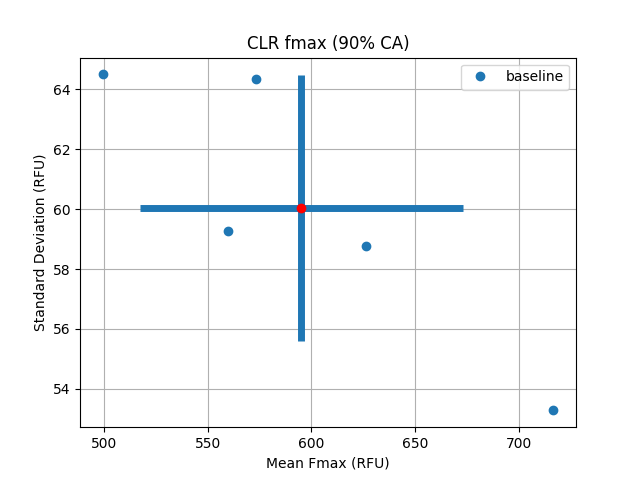 CLR fmax (90% CA)
baseline
64
62
60
58
56
54
Standard Deviation (RFU)
500
550
600
650
700
Mean Fmax (RFU)